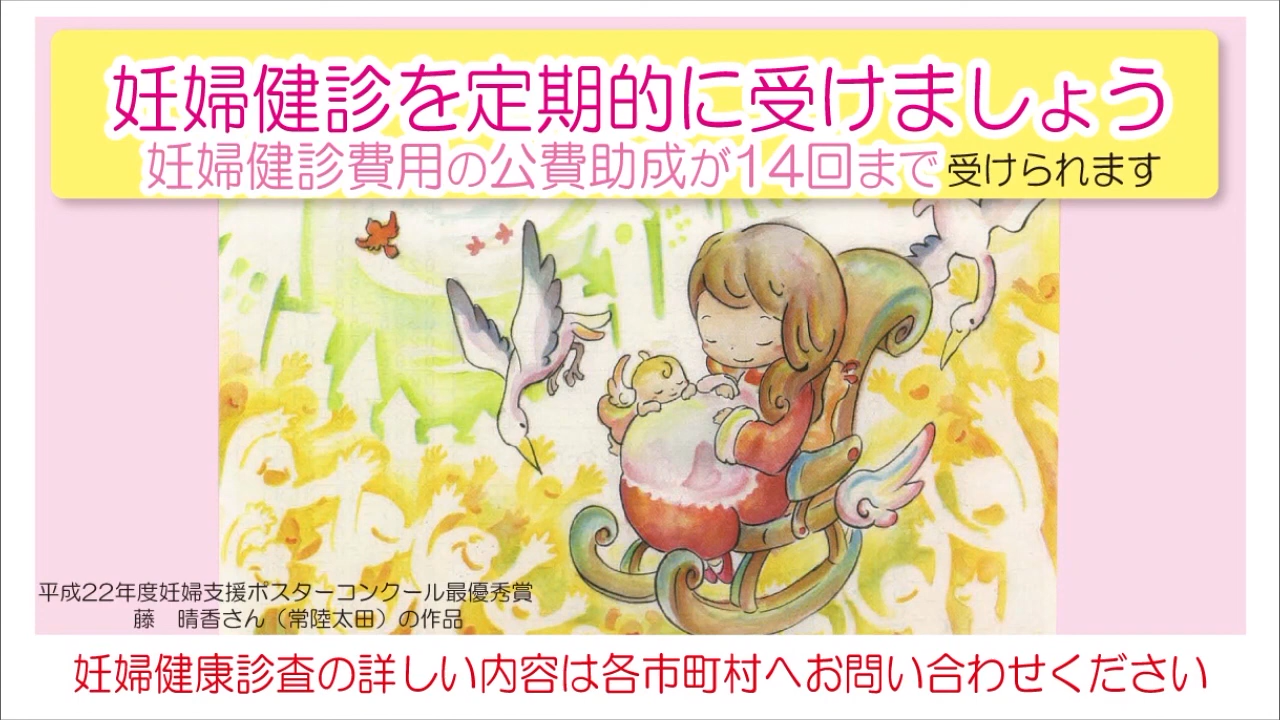 妊婦健診を定期的に受けましょう
妊婦健診費用の公費助成が14回まで受けられます
平成22年度妊婦支援ポスターコンクール最優秀賞
藤　晴香さん（常陸太田）の作品
妊婦健康診査の詳しい内容は各市町村へお問い合わせください